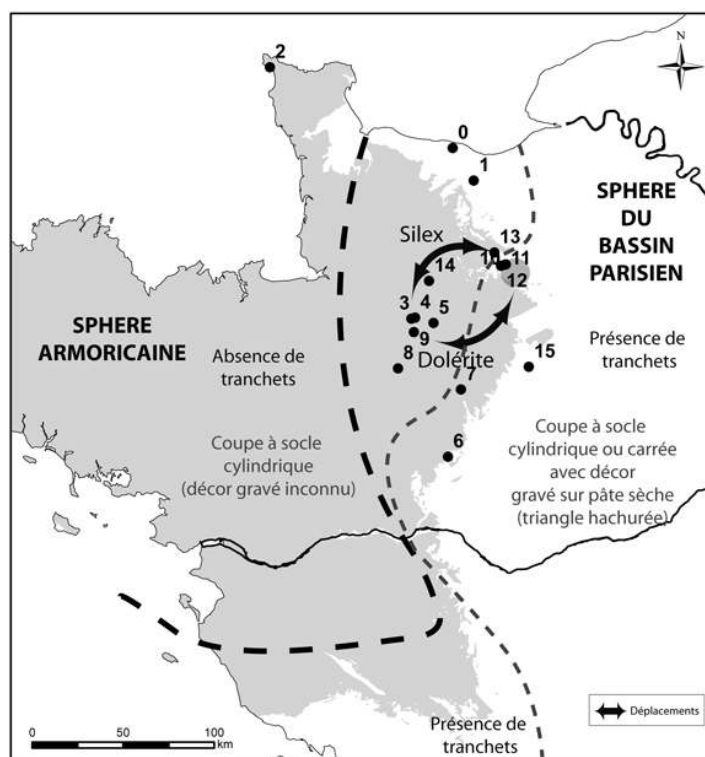 2
N
0
1
SPHERE
DU
BASSIN
PARISIEN
13
Silex
10
11
14
12
3
4
5
SPHERE
ARMORICAINE
Absence de
tranchets
Présence de
tranchets
9
Dolérite
8
15
7
Coupe à socle
cylindrique
(décor gravé inconnu)
Coupe à socle
cylindrique ou carrée
avec décor
gravé sur pâte sèche
(triangle hachurée)
6
Déplacements
Présence de
tranchets
0 50 100
km